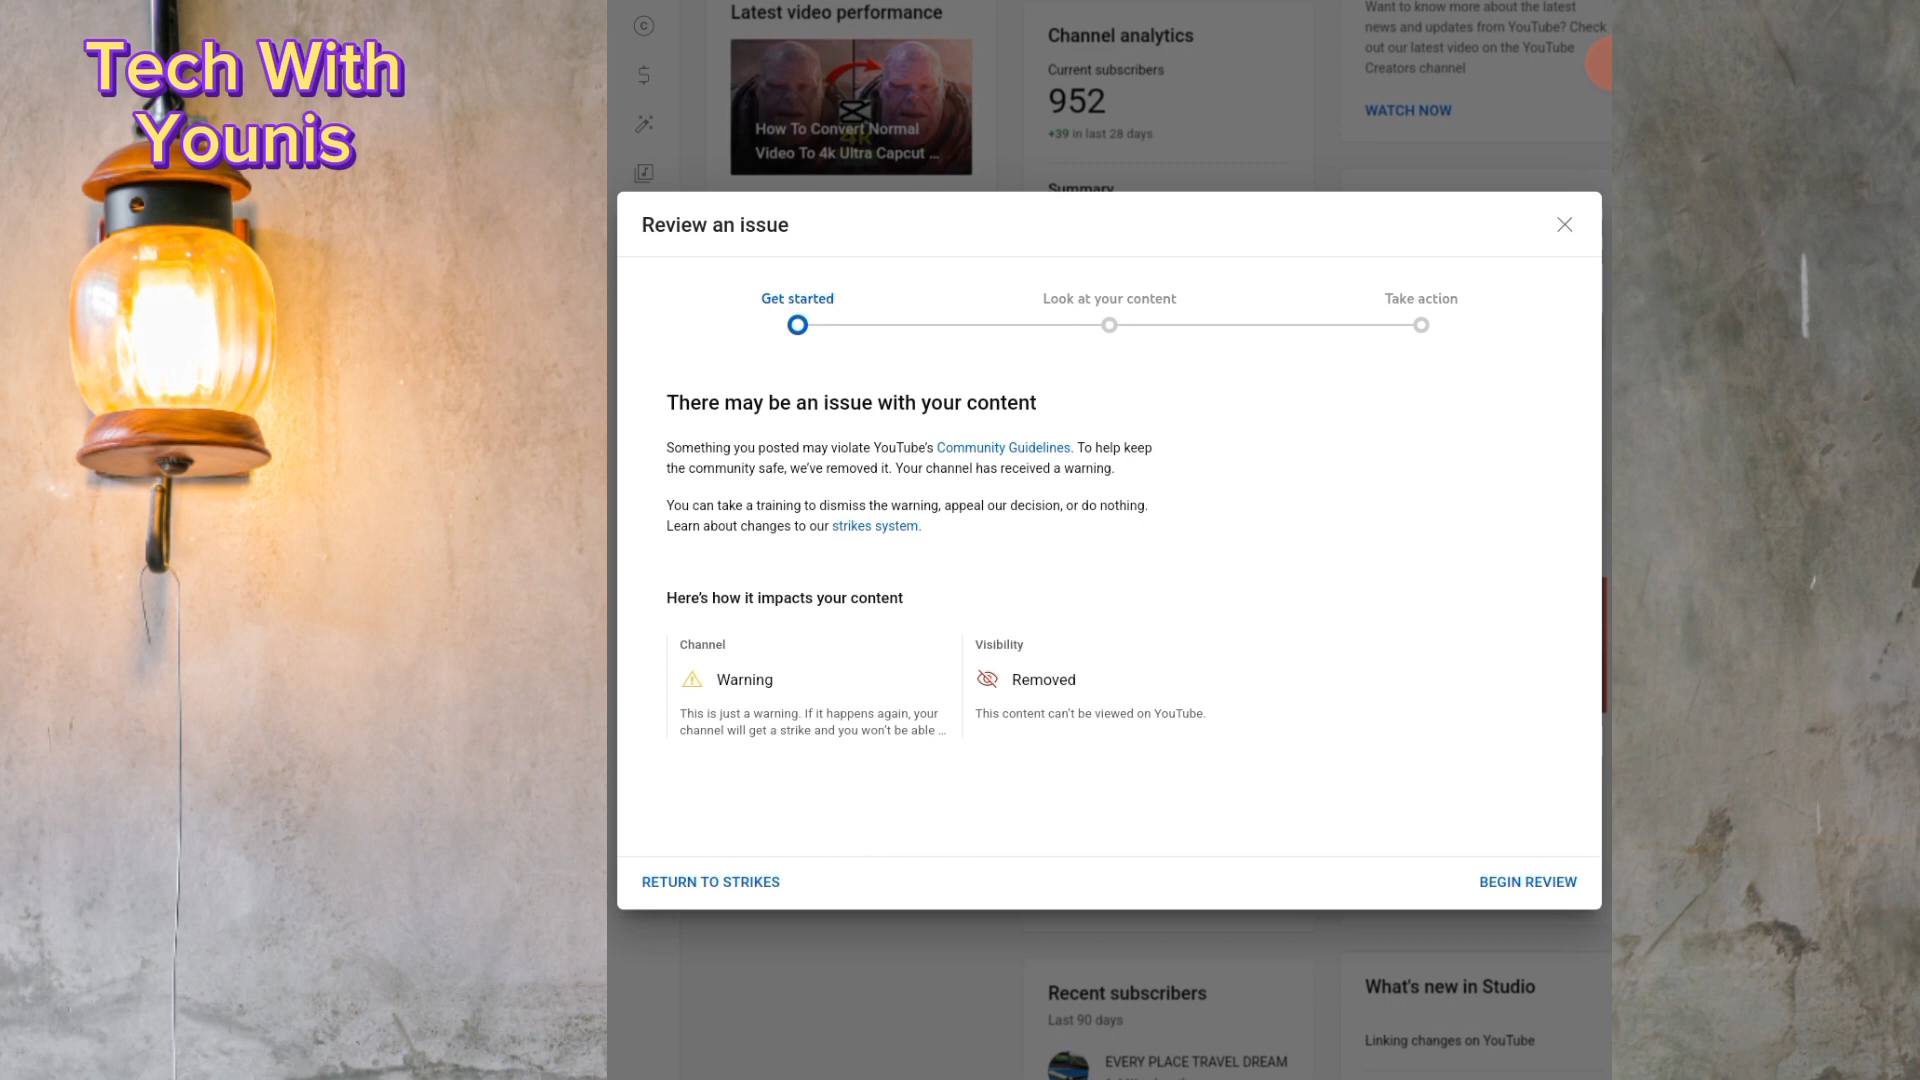 Tech With
Younis
Latest video performance
How To Convert Normal
Video To 4k Ultra Capcut ...
Channel analytics
Current subscribers
952
+39 in last 28 days
Summary
Want to know more about the latest
news and updates from YouTube? Check
out our latest video on the YouTube
Creators channel
WATCH NOW
Review an issue
Get started
Look at your content
Take action
There may be an issue with your content
Something you posted may violate YouTube's Community Guidelines. To help keep
the community safe, we've removed it. Your channel has received a warning.
You can take a training to dismiss the warning, appeal our decision, or do nothing.
Learn about changes to our strikes system.
Here's how it impacts your content
Channel
Warning
This is just a warning. If it happens again, your
channel will get a strike and you won't be able ...
Visibility
Removed
This content can't be viewed on YouTube.
RETURN TO STRIKES
BEGIN REVIEW
Recent subscribers
Last 90 days
EVERY PLACE TRAVEL DREAM
What's new in Studio
Linking changes on YouTube